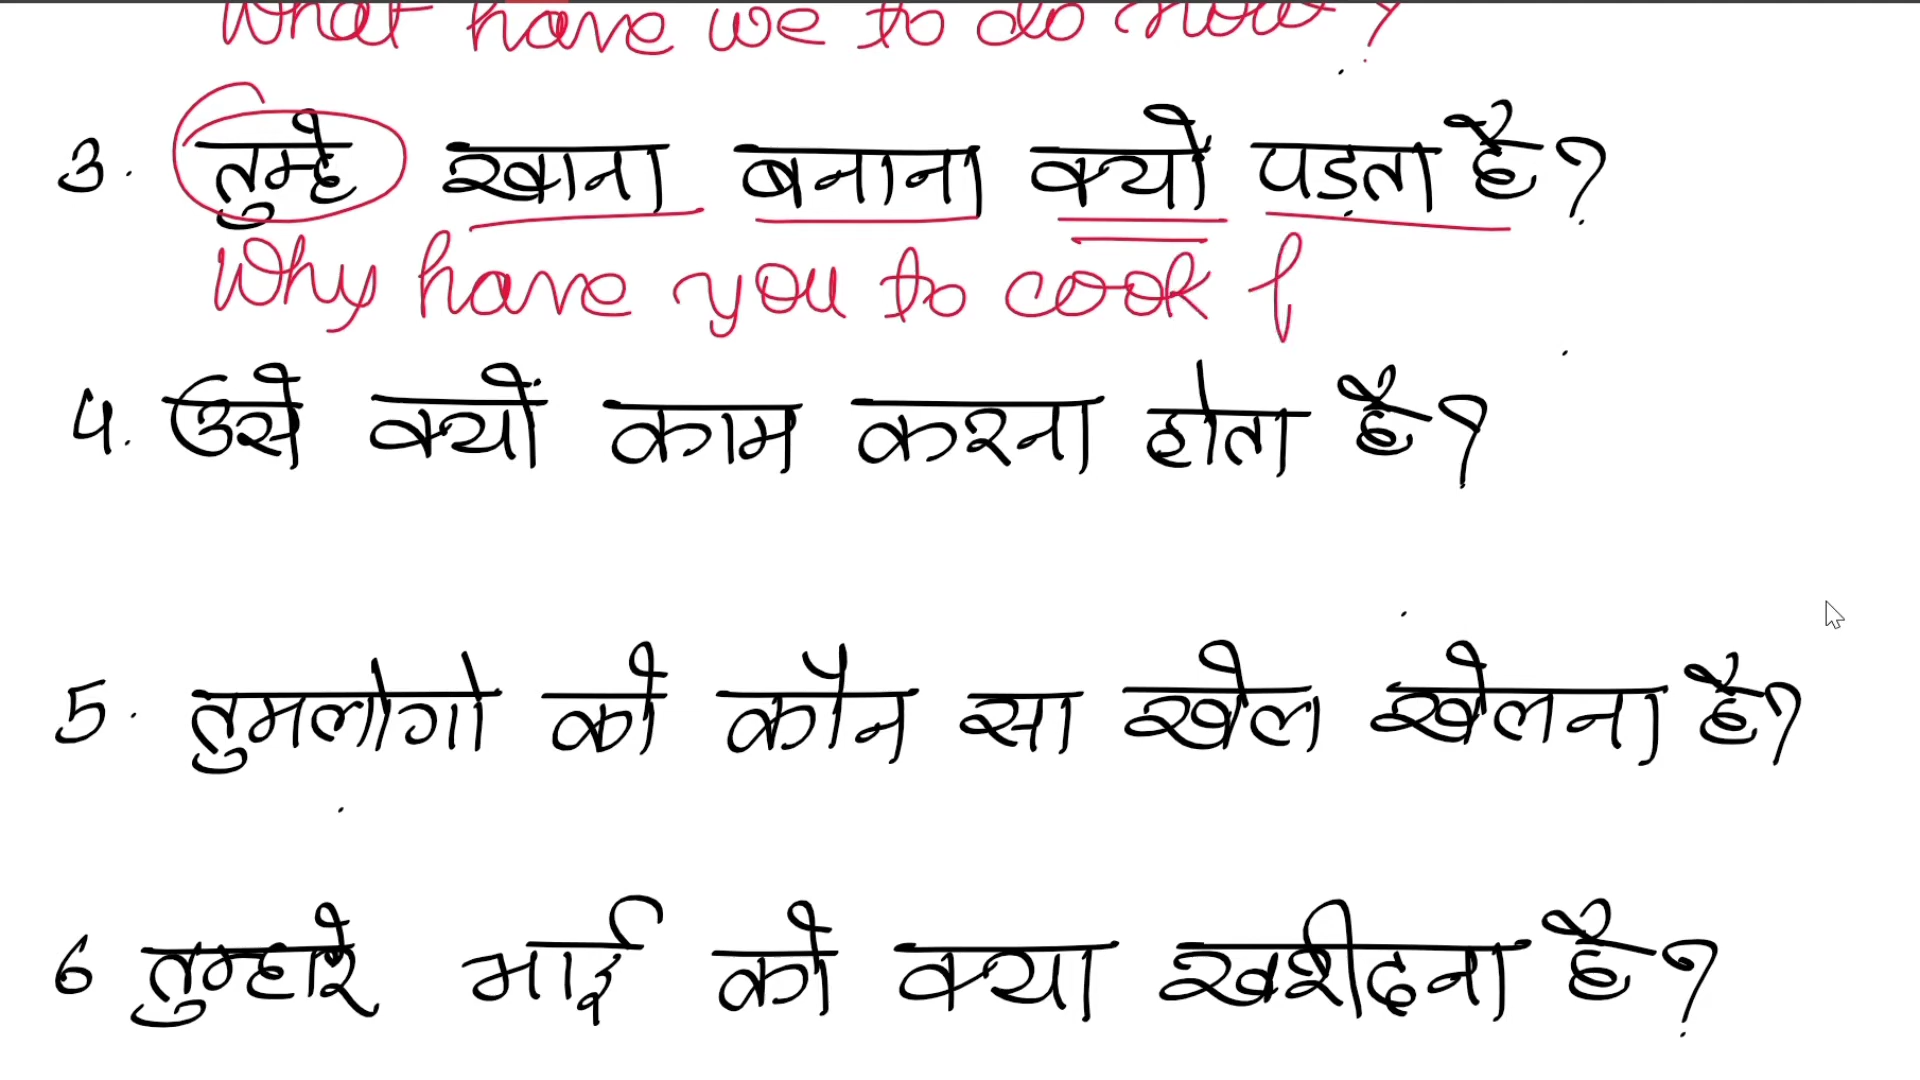 What have we to do now?
3. तुम्हे खाना बनाना क्यों पड़ता है?
Why have you to cook f
4. उसे क्यों काम करना होता है?
5. तुमलोगो को कौन सा खेल खेलना है?
6 तुम्हारे भाई को क्या खरीदना है?